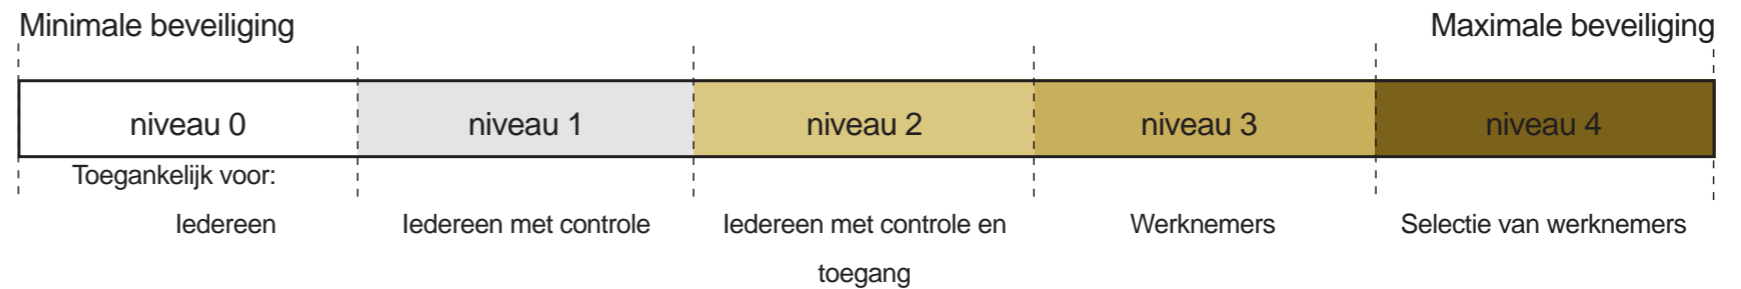 Minimale beveiliging
Maximale beveiliging
niveau 0
niveau 1
niveau 2
niveau 3
niveau 4
Toegankelijk voor:
Iedereen
Iedereen met controle
Iedereen met controle en
toegang
Werknemers
Selectie van werknemers